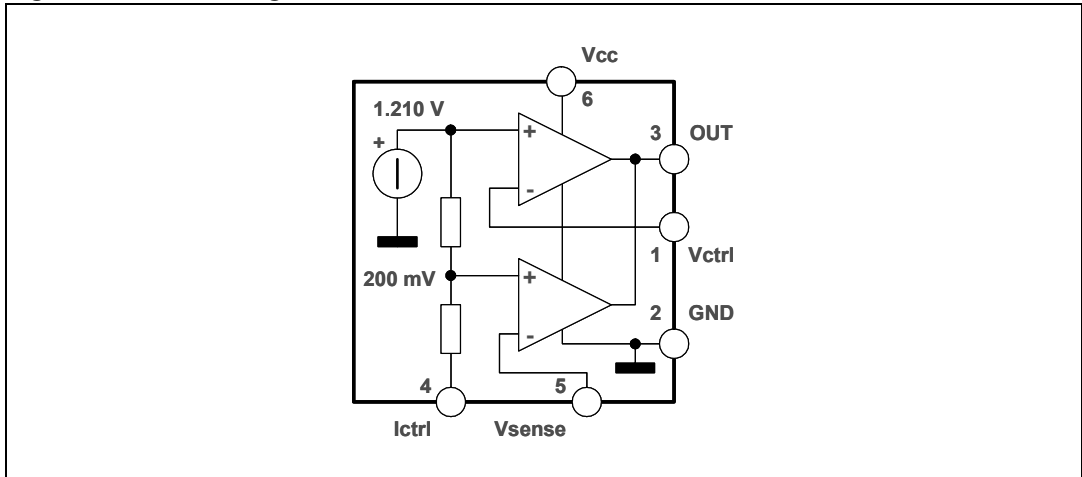 Vcc
6
1.210 V
+
+
3 OUT
-
1 Vctrl
200 mV
+
2 GND
-
4
5
Ictrl
Vsense